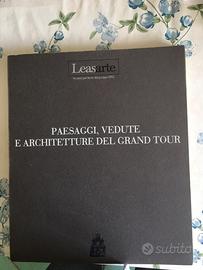 Leasarte
PAESAGGI, VEDUTE
E ARCHITETTURE DEL GRAND TOUR
subito